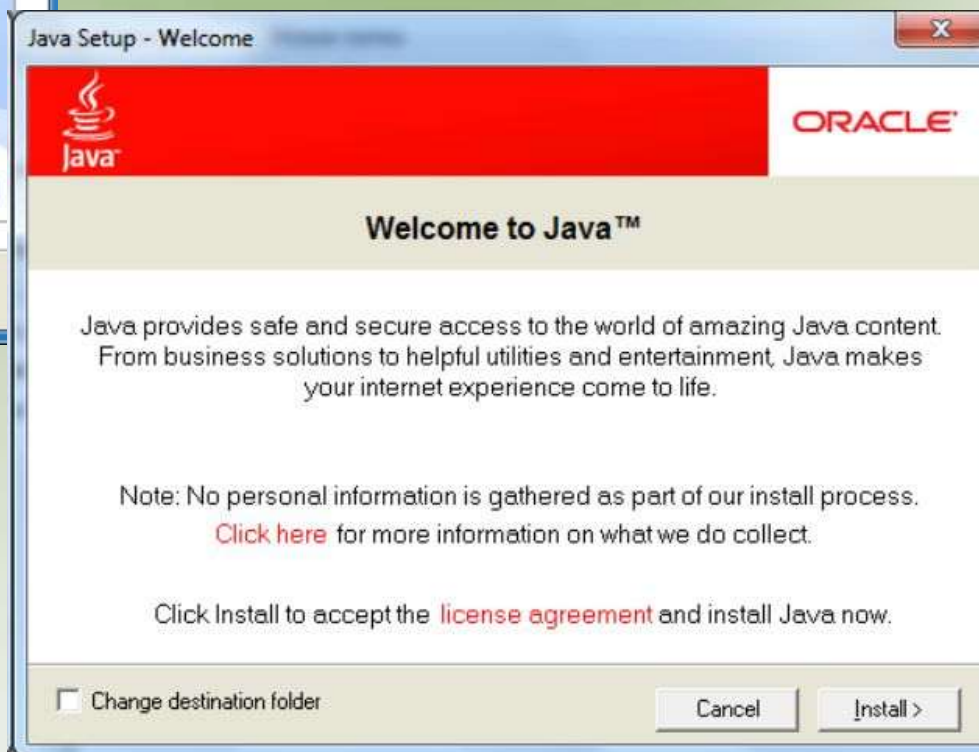 Java Setup - Welcome
Java
ORACLE
Welcome to Java™
Java provides safe and secure access to the world of amazing Java content.
From business solutions to helpful utilities and entertainment, Java makes
your internet experience come to life.
Note: No personal information is gathered as part of our install process.
Click here for more information on what we do collect.
Click Install to accept the license agreement and install Java now.
Change destination folder
Cancel
Install >